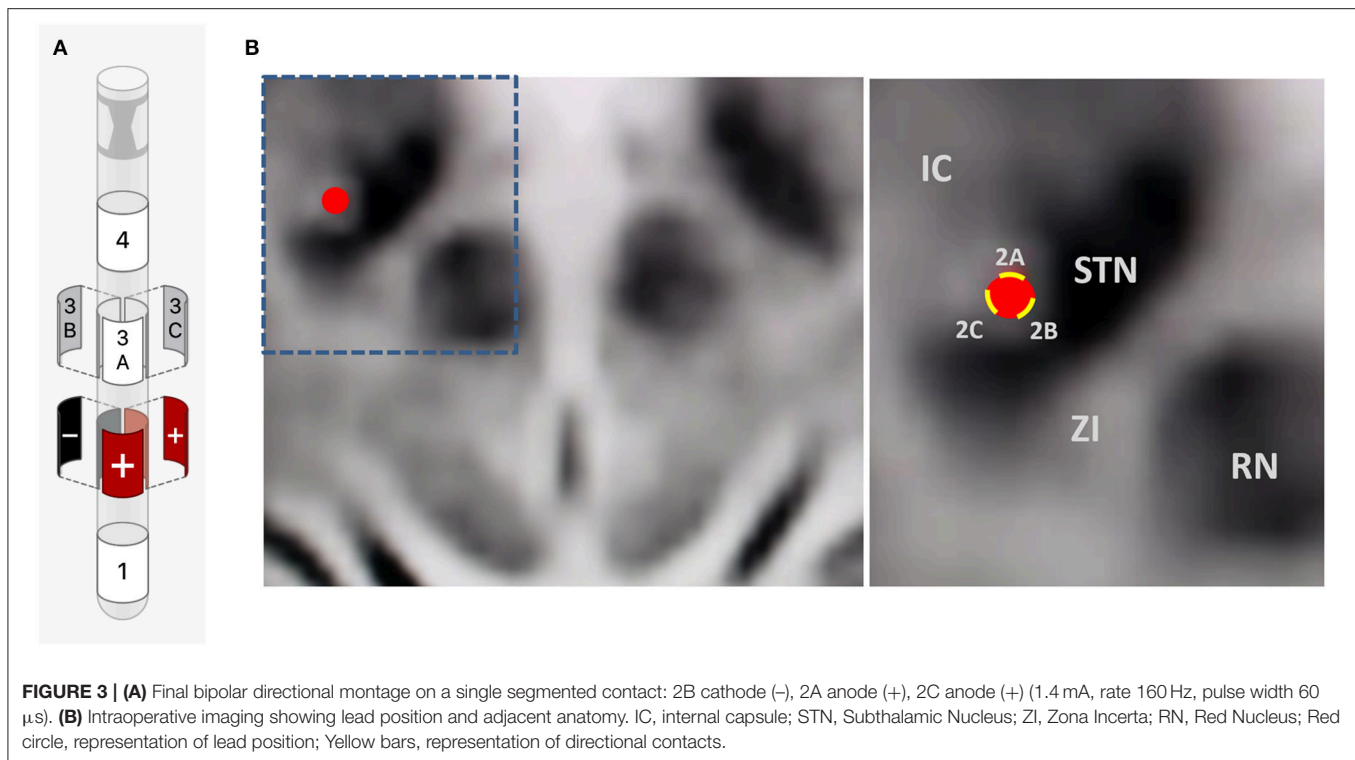 A
B
4
3
B
3
C
3
A
–
+
+
1
IC
2A
STN
2C
2B
ZI
RN
FIGURE 3 | (A) Final bipolar directional montage on a single segmented contact: 2B cathode (–), 2A anode (+), 2C anode (+) (1.4 mA, rate 160 Hz, pulse width 60
μs). (B) Intraoperative imaging showing lead position and adjacent anatomy. IC, internal capsule; STN, Subthalamic Nucleus; ZI, Zona Incerta; RN, Red Nucleus; Red
circle, representation of lead position; Yellow bars, representation of directional contacts.